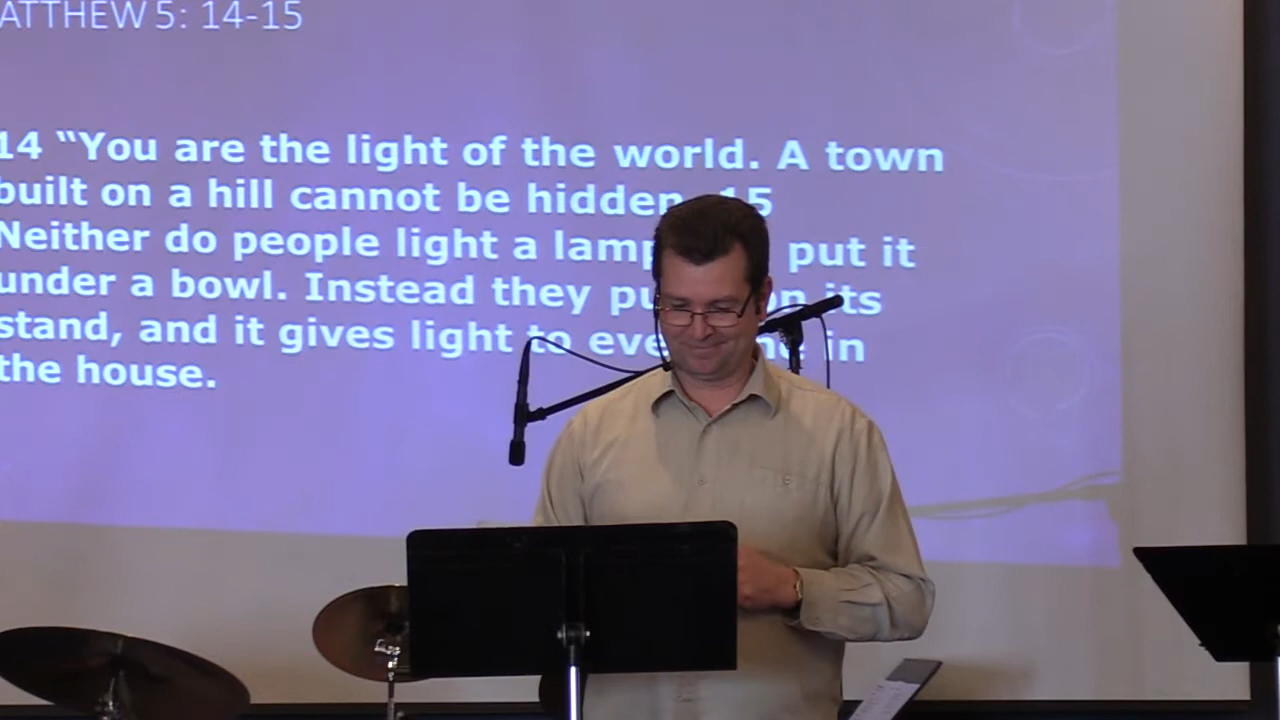 ATTHEW 5: 14-15
14 “You are the light of the world. A town
built on a hill cannot be hidden. 15
Neither do people light a lamp put it
under a bowl. Instead they pu on its
stand, and it gives light to eve ne in
the house.